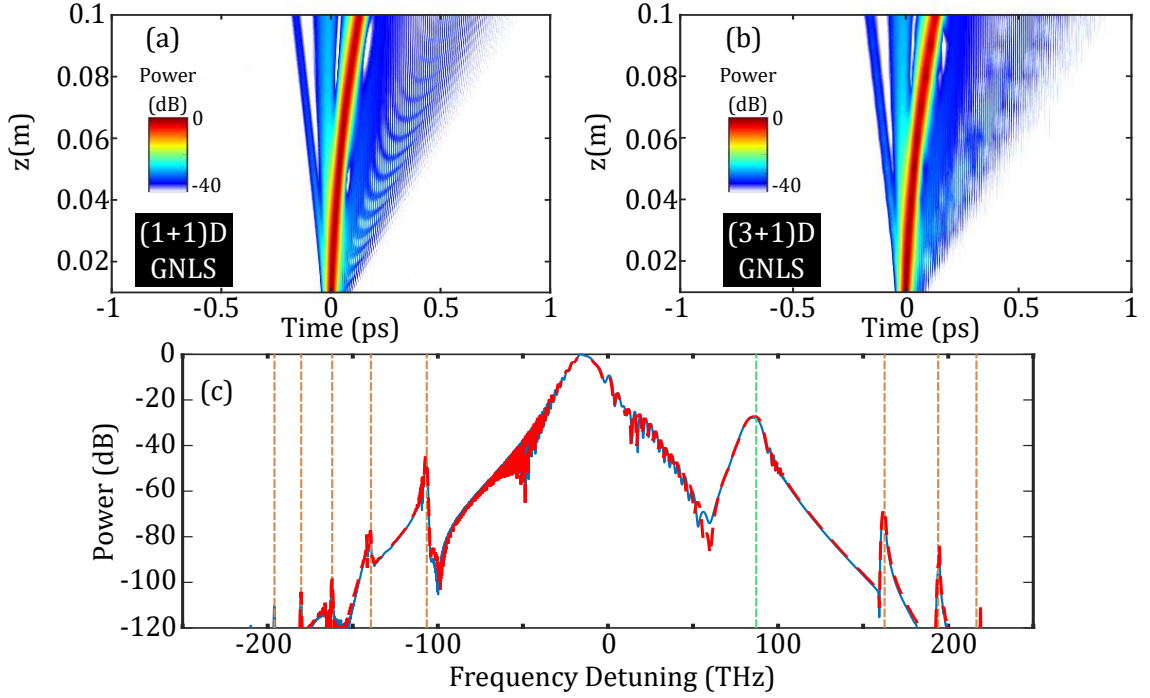 (a)
Power
(dB)
0
-40
(1+1)D
GNLS
z(m)
0.1
0.08
0.06
0.04
0.02
-1
-0.5
0
0.5
1
Time (ps)
(b)
Power
(dB)
0
-40
(3+1)D
GNLS
z(m)
0.1
0.08
0.06
0.04
0.02
-1
-0.5
0
0.5
1
Time (ps)
(c)
Power (dB)
0
-20
-40
-60
-80
-100
-120
-200
-100
0
100
200
Frequency Detuning (THz)